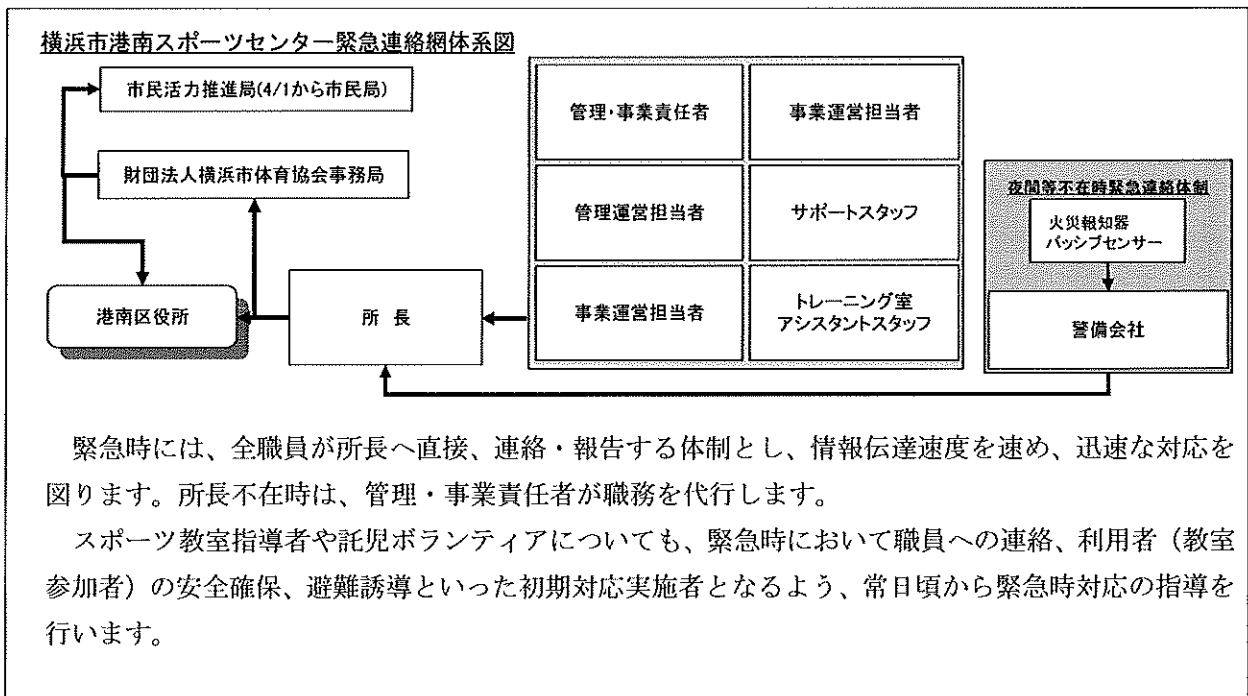 横浜市港南スポーツセンター緊急連絡網体系図
市民活力推進局(4/1から市民局)
財団法人横浜市体育協会事務局
港南区役所
所 長
管理・事業責任者
事業運営担当者
管理運営担当者
サポートスタッフ
事業運営担当者
トレーニング室
アシスタントスタッフ
夜間等不在時緊急連絡体制
火災報知器
パッシブセンサー
警備会社
緊急時には、全職員が所長へ直接、連絡・報告する体制とし、情報伝達速度を速め、迅速な対応を
図ります。所長不在時は、管理・事業責任者が職務を代行します。
スポーツ教室指導者や託児ボランティアについても、緊急時において職員への連絡、利用者（教室
参加者）の安全確保、避難誘導といった初期対応実施者となるよう、常日頃から緊急時対応の指導を
行います。